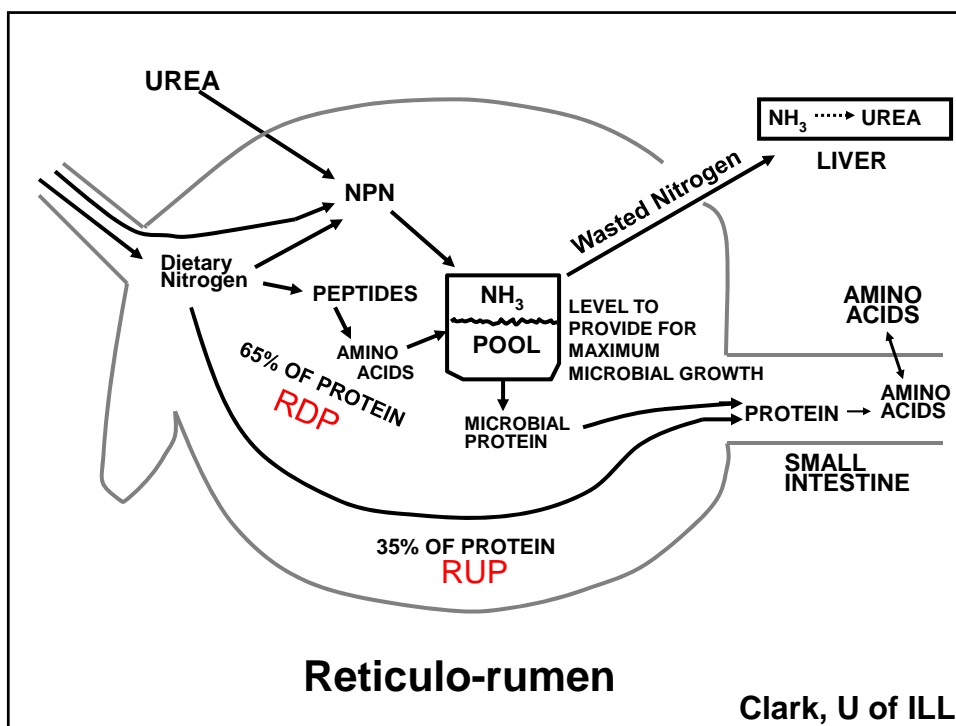 UREA
NH3 UREA
LIVER
Wasted Nitrogen
NPN
Dietary
Nitrogen
PEPTIDES
AMINO
ACIDS
65% OF PROTEIN
RDP
NH3
POOL
LEVEL TO
PROVIDE FOR
MAXIMUM
MICROBIAL GROWTH
AMINO
ACIDS
MICROBIAL
PROTEIN
PROTEIN
AMINO
ACIDS
SMALL
INTESTINE
35% OF PROTEIN
RUP
Reticulo-rumen
Clark, U of ILL